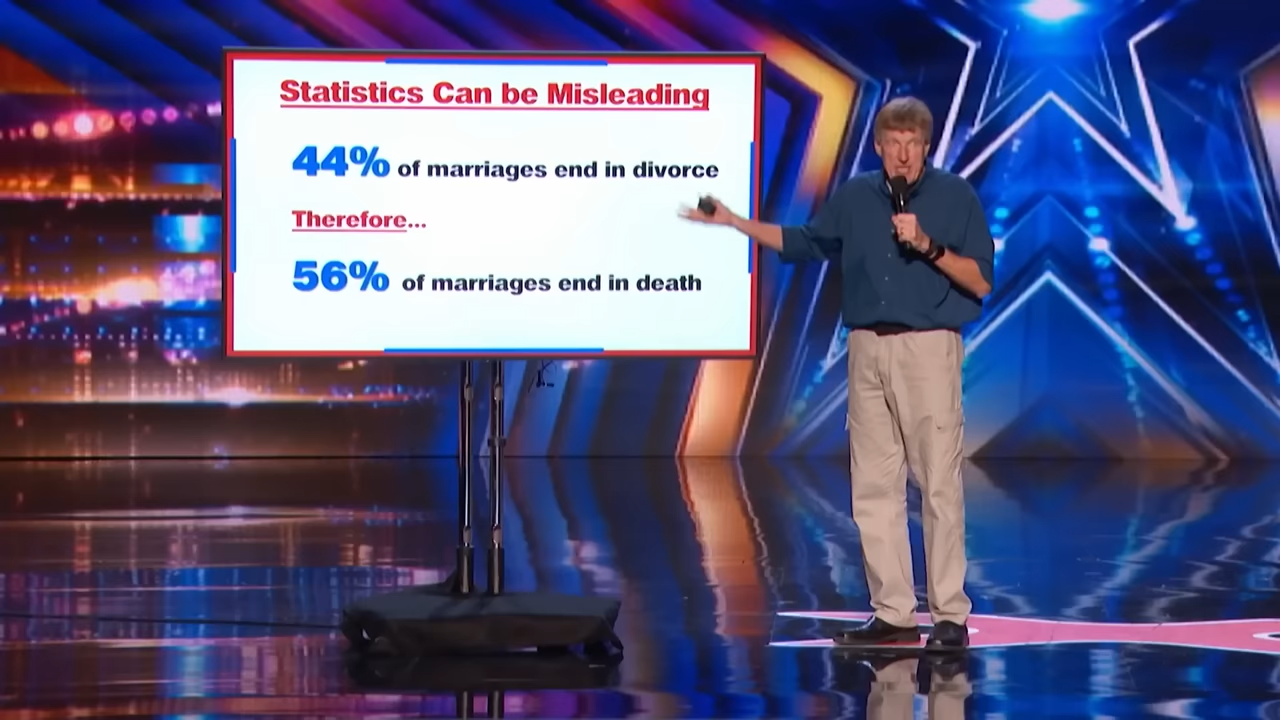 Statistics Can be Misleading
44% of marriages end in divorce
Therefore...
56% of marriages end in death